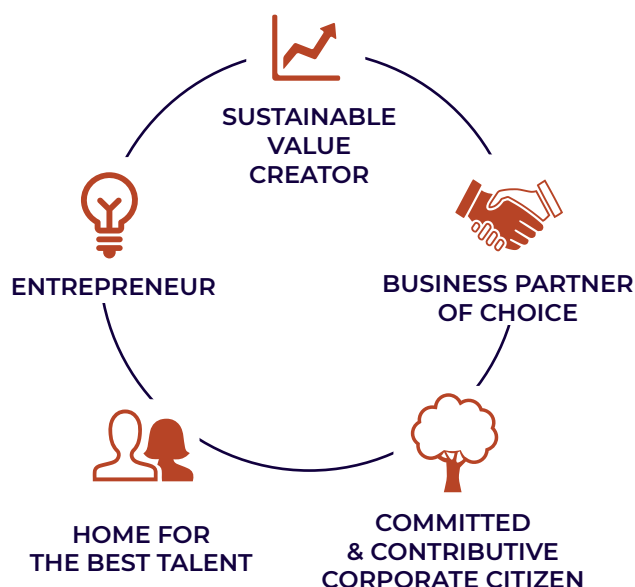 SUSTAINABLE
VALUE
CREATOR
ENTREPRENEUR
BUSINESS PARTNER
OF CHOICE
HOME FOR
THE BEST TALENT
COMMITTED
& CONTRIBUTIVE
CORPORATE CITIZEN